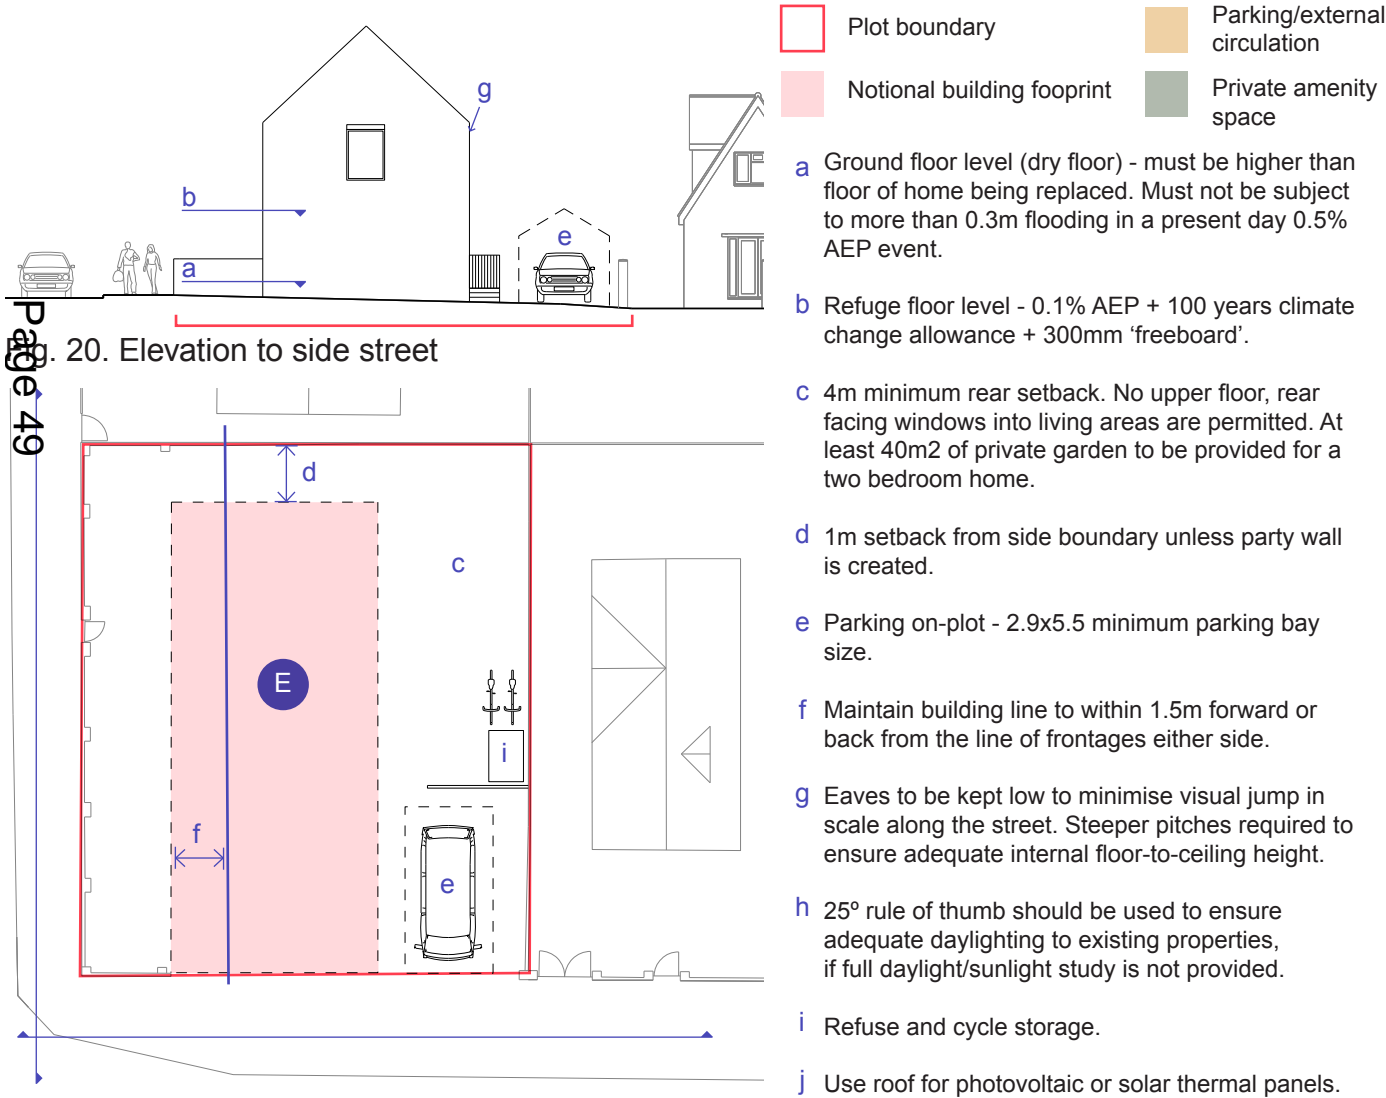 Plot boundary
Parking/external
circulation
Notional building fooprint
Private amenity
space
g
b
e
a
Fig. 20. Elevation to side street
Page 49
d
c
E
i
f
e
a Ground floor level (dry floor) - must be higher than
floor of home being replaced. Must not be subject
to more than 0.3m flooding in a present day 0.5%
AEP event.
b Refuge floor level - 0.1% AEP + 100 years climate
change allowance + 300mm ‘freeboard’.
c 4m minimum rear setback. No upper floor, rear
facing windows into living areas are permitted. At
least 40m2 of private garden to be provided for a
two bedroom home.
d 1m setback from side boundary unless party wall
is created.
e Parking on-plot - 2.9x5.5 minimum parking bay
size.
f Maintain building line to within 1.5m forward or
back from the line of frontages either side.
g Eaves to be kept low to minimise visual jump in
scale along the street. Steeper pitches required to
ensure adequate internal floor-to-ceiling height.
h 25º rule of thumb should be used to ensure
adequate daylighting to existing properties,
if full daylight/sunlight study is not provided.
i Refuse and cycle storage.
j Use roof for photovoltaic or solar thermal panels.